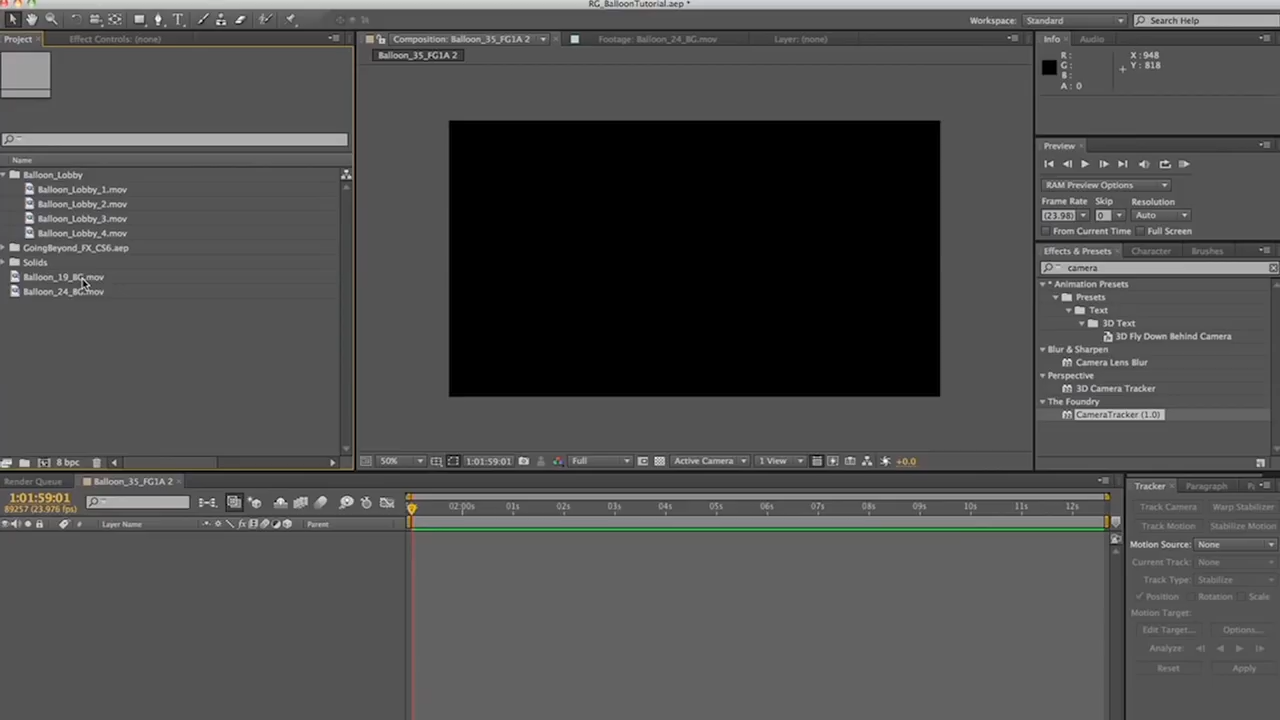 RG_BalloonTutorial.aep *
Workspace: Standard
Search Help
Project
Effect Controls: (none)
Composition: Balloon_35_FG1A 2
Footage: Balloon_24_BG.mov
Layer: (none)
Info
Audio
Balloon_35_FG1A 2
R :
G :
B :
A : 0
X : 948
Y : 818
Name
Balloon_Lobby
Balloon_Lobby_1.mov
Balloon_Lobby_2.mov
Balloon_Lobby_3.mov
Balloon_Lobby_4.mov
GoingBeyond_FX_CS6.aep
Solids
Balloon_19_BG.mov
Balloon_24_BG.mov
Preview
RAM Preview Options
Frame Rate Skip Resolution
(23.98) 0 Auto
From Current Time Full Screen
Effects & Presets Character Brushes
camera
* Animation Presets
Presets
Text
3D Text
3D Fly Down Behind Camera
Blur & Sharpen
Camera Lens Blur
Perspective
3D Camera Tracker
The Foundry
CameraTracker (1.0)
8 bpc
50%
1:01:59:01
Full
Active Camera
1 View
+0.0
Render Queue
Balloon_35_FG1A 2
1:01:59:01
89257 (23.976 fps)
02:00s 02s 03s 04s 05s 06s 07s 08s 09s 10s 11s 12s
# Layer Name
Parent
Tracker
Paragraph
Track Camera Warp Stabilizer
Track Motion Stabilize Motion
Motion Source: None
Current Track: None
Track Type: Stabilize
Position Rotation Scale
Motion Target:
Edit Target... Options...
Analyze:
Reset Apply